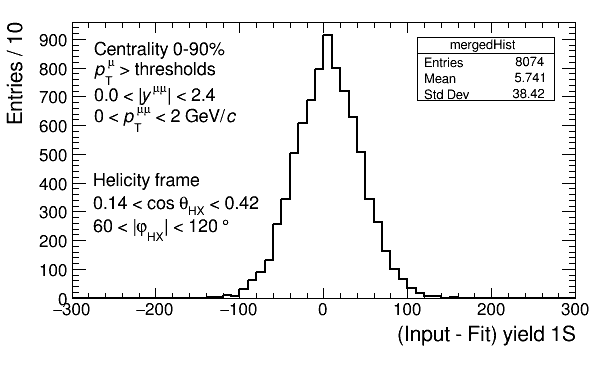 Entries / 10
900
800
700
600
500
400
300
200
100
0
Centrality 0-90%
p_T^μ > thresholds
0.0 < |y^μμ| < 2.4
0 < p_T^μμ < 2 GeV/c
Helicity frame
0.14 < cos θ_HX < 0.42
60 < |φ_HX| < 120 °
mergedHist
Entries 8074
Mean 5.741
Std Dev 38.42
−300 −200 −100 0 100 200 300
(Input - Fit) yield 1S